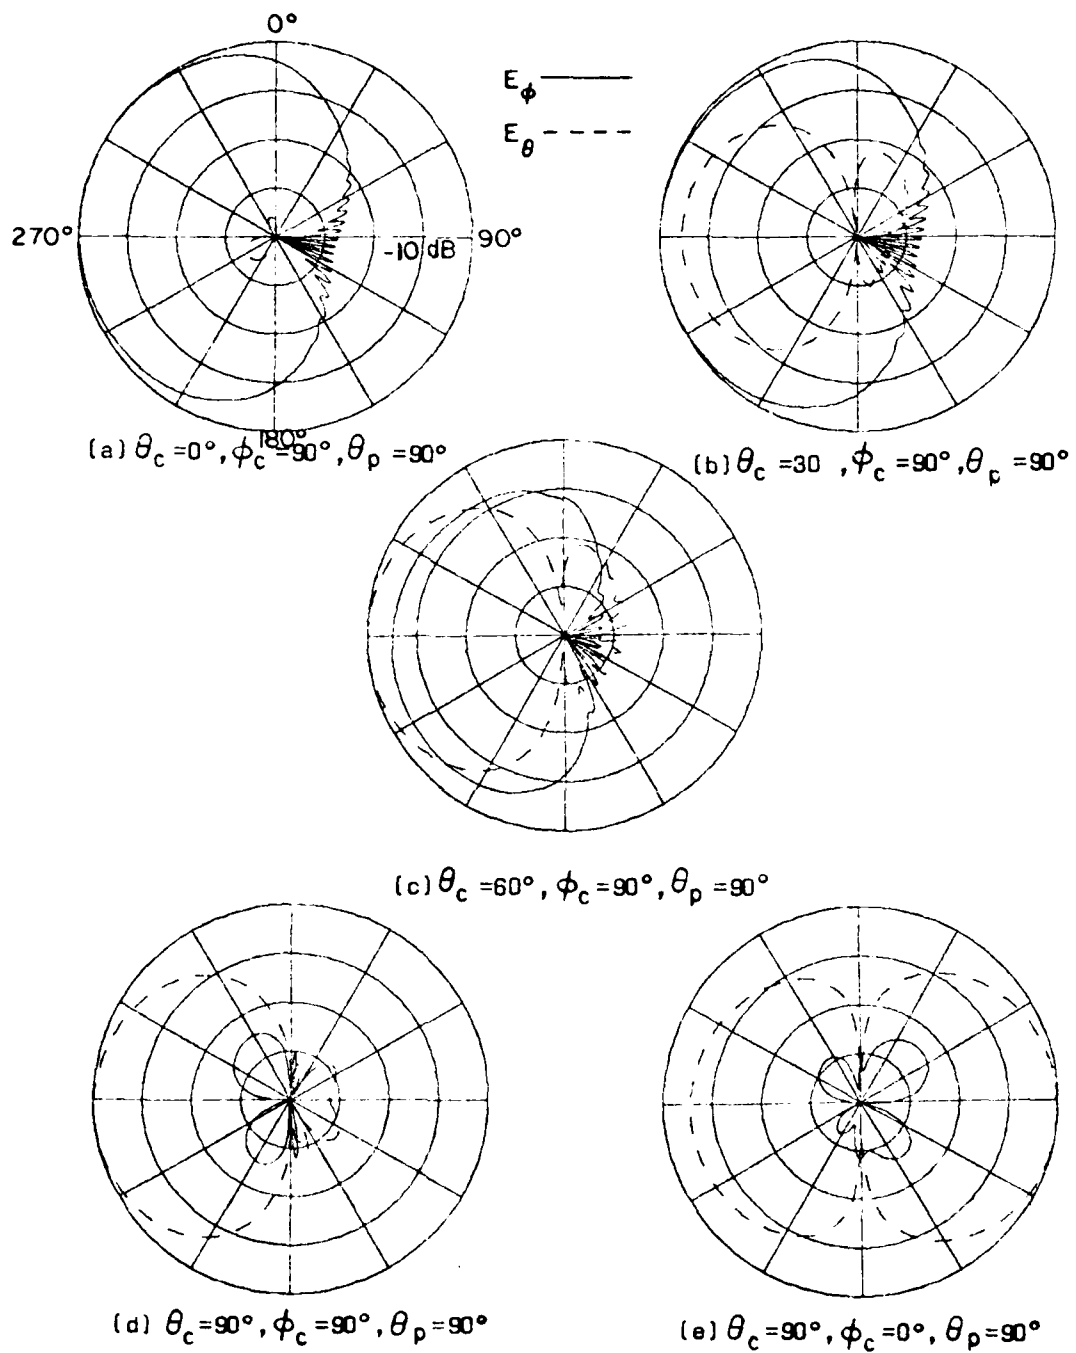 0°
E_ϕ
E_θ
270°
-10 dB
90°
180°
(a) θ_c =0°, ϕ_c =90°, θ_p =90°
(b) θ_c =30 , ϕ_c =90°, θ_p =90°
(c) θ_c =60°, ϕ_c =90°, θ_p =90°
(d) θ_c =90°, ϕ_c =90°, θ_p =90°
(e) θ_c =90°, ϕ_c =0°, θ_p =90°